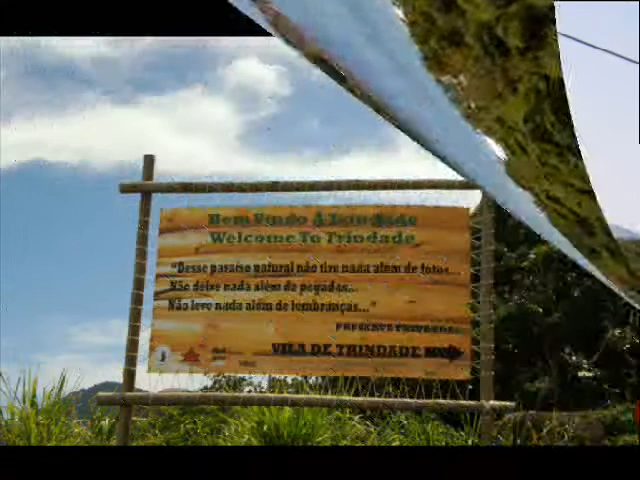 Bem Vindo á Trindade
Welcome To Trindade
"Desse paraíso natural não tire nada além de fotos...
Não deixe nada além de pegadas...
Não leve nada além de lembranças..."
VILA DE TRINDADE